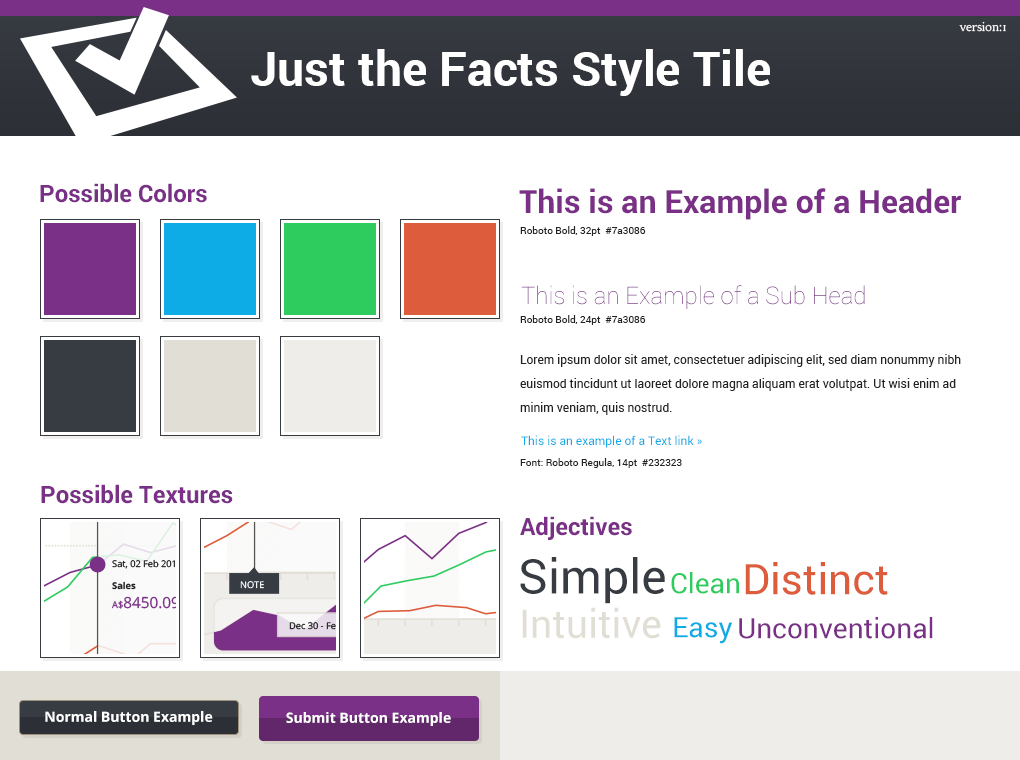 version:1
Just the Facts Style Tile
Possible Colors
This is an Example of a Header
Roboto Bold, 32pt #7a3086
This is an Example of a Sub Head
Roboto Bold, 24pt #7a3086
Lorem ipsum dolor sit amet, consectetuer adipiscing elit, sed diam nonummy nibh
euismod tincidunt ut laoreet dolore magna aliquam erat volutpat. Ut wisi enim ad
minim veniam, quis nostrud.
This is an example of a Text link »
Font: Roboto Regula, 14pt #232323
Possible Textures
Sat, 02 Feb 201
Sales
A$8450.09
NOTE
Dec 30 - Fe
Adjectives
Simple Clean Distinct
Intuitive Easy Unconventional
Normal Button Example
Submit Button Example